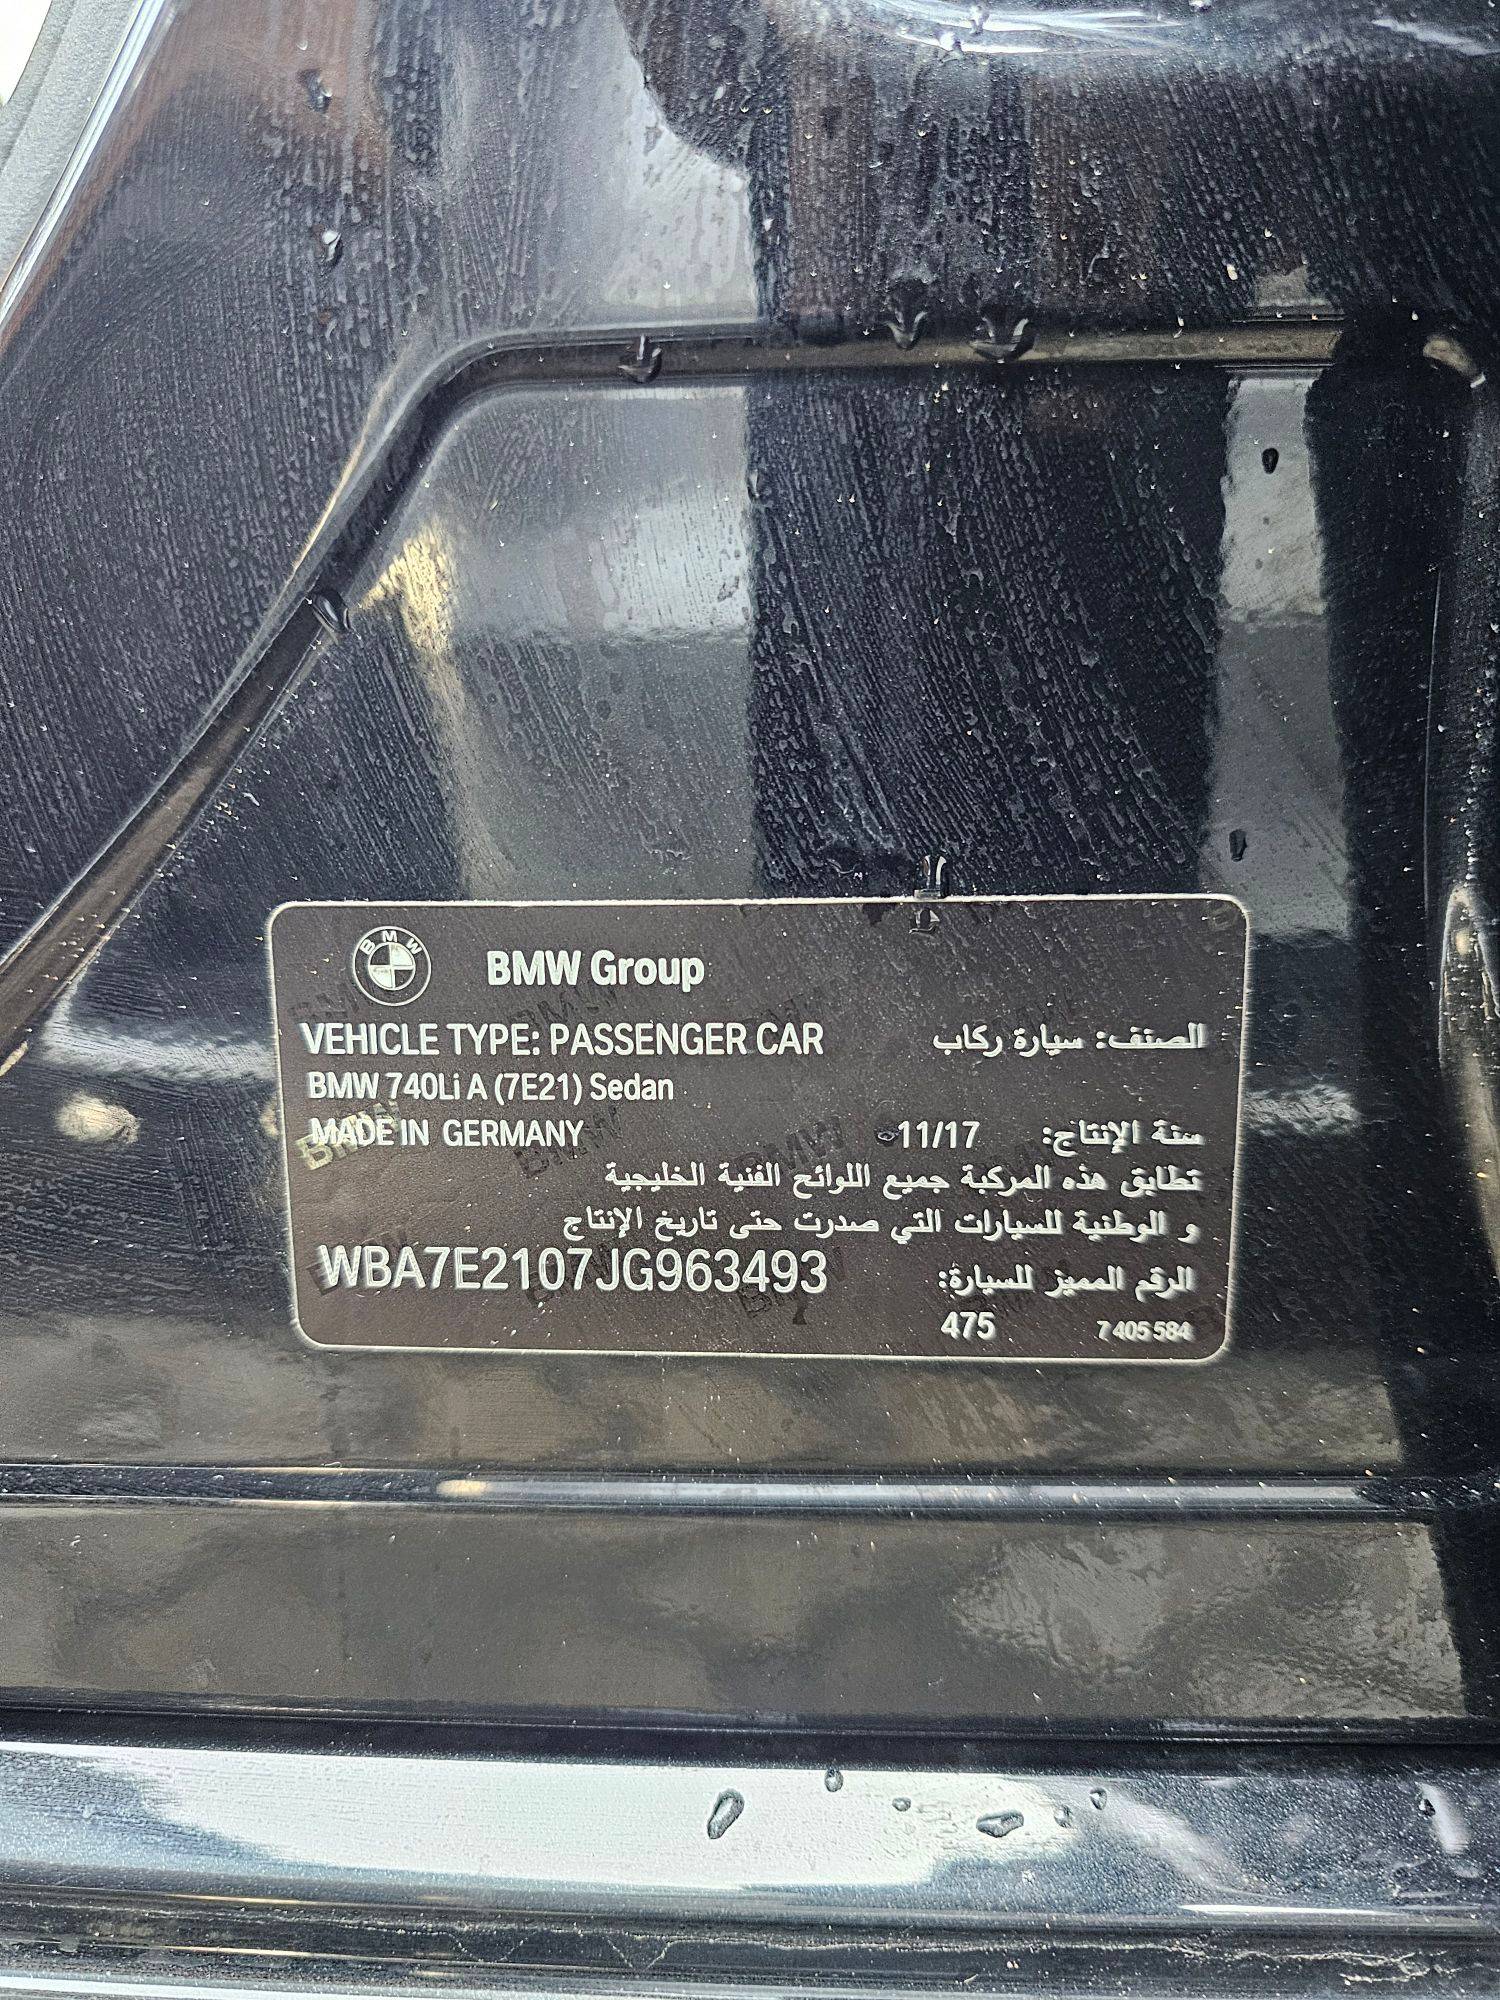 BMW
BMW Group
VEHICLE TYPE: PASSENGER CAR الصنف: سيارة ركاب
BMW 740Li A (7E21) Sedan
MADE IN GERMANY 11/17 سنة الإنتاج:
تطابق هذه المركبة جميع اللوائح الفنية الخليجية
و الوطنية للسيارات التي صدرت حتى تاريخ الإنتاج
WBA7E2107JG963493 الرقم المميز للسيارة:
475 7 405 584